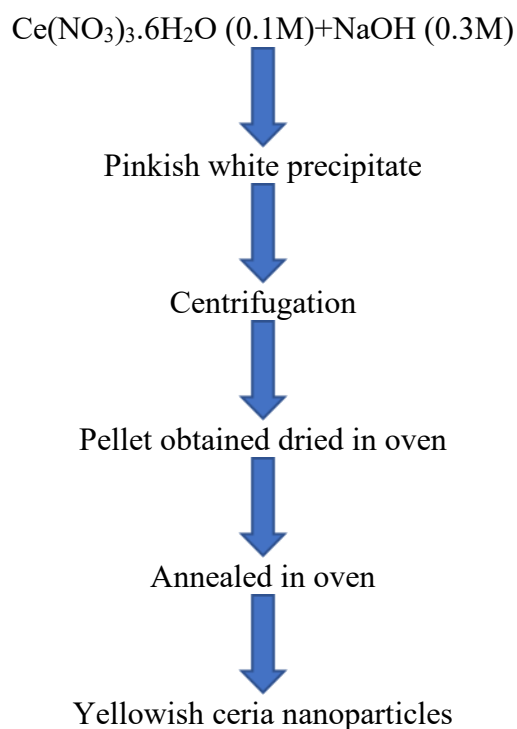 Ce(NO₃)₃.6H₂O (0.1M)+NaOH (0.3M)
Pinkish white precipitate
Centrifugation
Pellet obtained dried in oven
Annealed in oven
Yellowish ceria nanoparticles